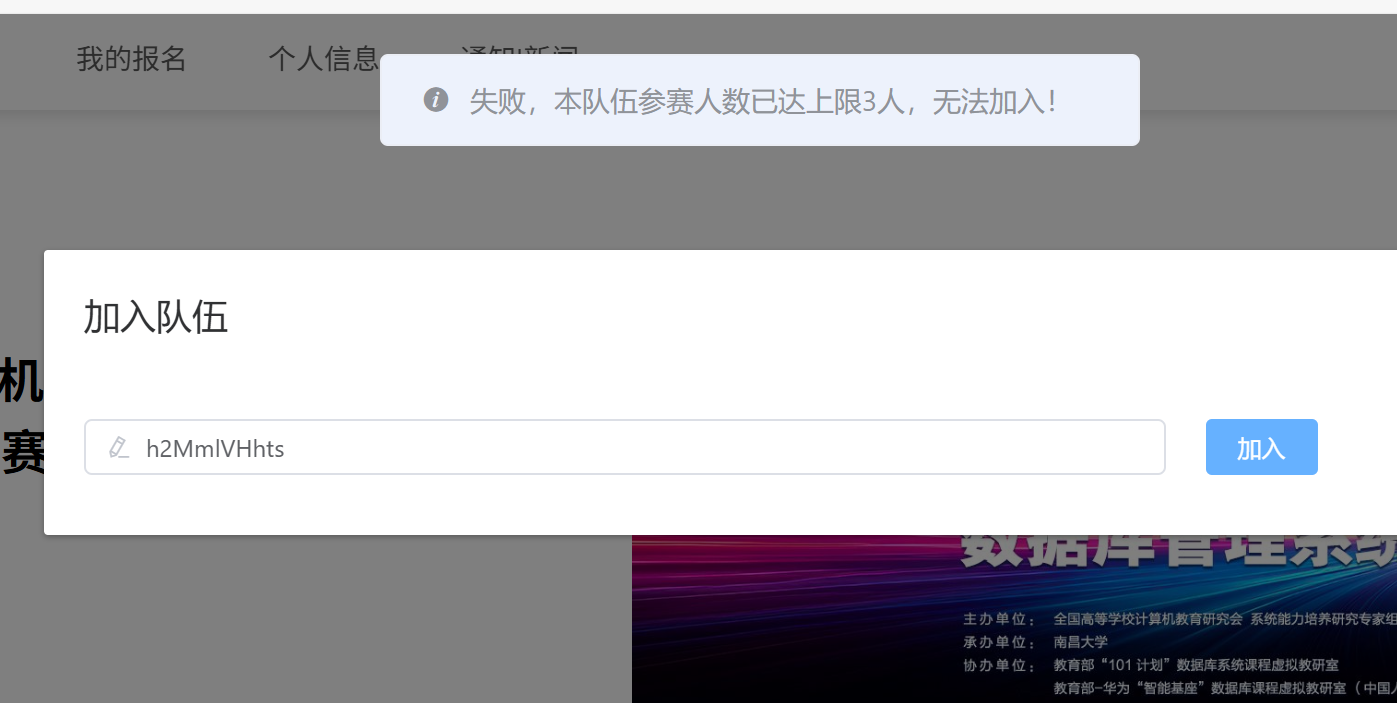 我的报名 个人信息 通知|新闻
失败，本队伍参赛人数已达上限3人，无法加入！
加入队伍
机
赛
h2MmlVHhts 加入
数据库管理系统
主办单位： 全国高等学校计算机教育研究会 系统能力培养研究专家组
承办单位： 南昌大学
协办单位： 教育部“101 计划”数据库系统课程虚拟教研室
教育部-华为“智能基座”数据库课程虚拟教研室（中国人